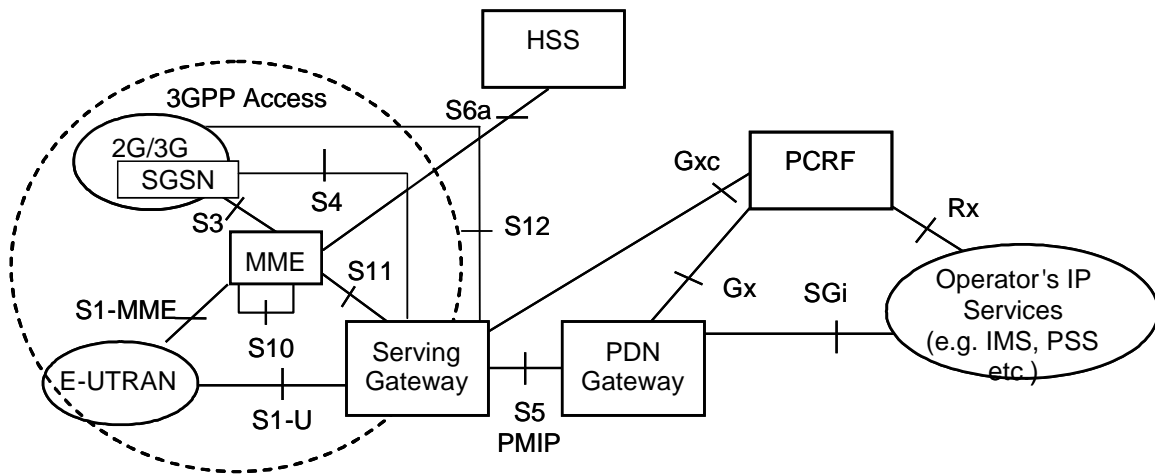 HSS
3GPP Access
S6a
2G/3G
SGSN
S4
S3
Gxc
PCRF
Rx
S12
MME
S11
S1-MME
S10
Gx
SGi
Operator's IP
Services
(e.g. IMS, PSS
etc.)
Serving
Gateway
PDN
Gateway
E-UTRAN
S1-U
S5
PMIP